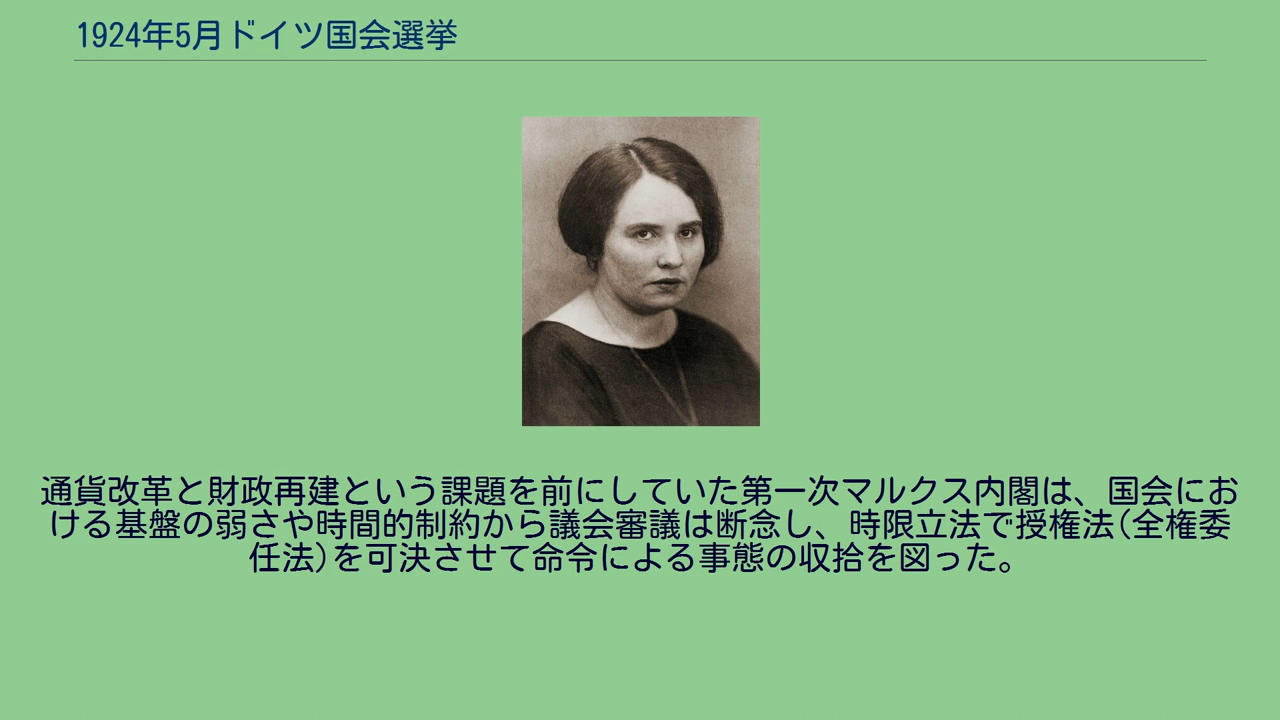 1924年5月ドイツ国会選挙
通貨改革と財政再建という課題を前にしていた第一次マルクス内閣は、国会にお
ける基盤の弱さや時間的制約から議会審議は断念し、時限立法で授権法(全権委
任法)を可決させて命令による事態の収拾を図った。